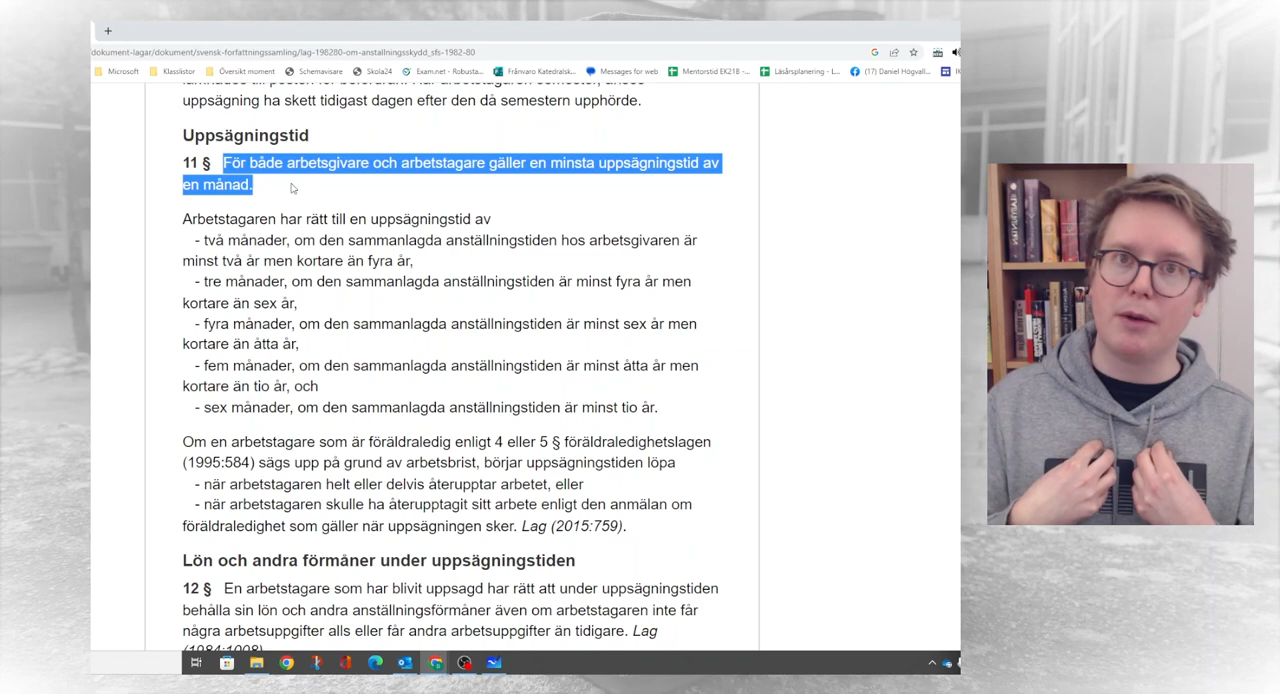 +
dokument-lagar/dokument/svensk-forfattningssamling/lag-198280-om-anstallningsskydd_sfs-1982-80
Microsoft Klasslistor Översikt moment Schemavisare Skola24 Exam.net - Robusta... Frånvaro Katedralsk... Messages for web Mentorstid EK21B -... Läsårsplanering - L... (17) Daniel Högvall...
uppsägning ha skett tidigast dagen efter den då semestern upphörde.
Uppsägningstid
11 § För både arbetsgivare och arbetstagare gäller en minsta uppsägningstid av
en månad.
Arbetstagaren har rätt till en uppsägningstid av
- två månader, om den sammanlagda anställningstiden hos arbetsgivaren är
minst två år men kortare än fyra år,
- tre månader, om den sammanlagda anställningstiden är minst fyra år men
kortare än sex år,
- fyra månader, om den sammanlagda anställningstiden är minst sex år men
kortare än åtta år,
- fem månader, om den sammanlagda anställningstiden är minst åtta år men
kortare än tio år, och
- sex månader, om den sammanlagda anställningstiden är minst tio år.
Om en arbetstagare som är föräldraledig enligt 4 eller 5 § föräldraledighetslagen
(1995:584) sägs upp på grund av arbetsbrist, börjar uppsägningstiden löpa
- när arbetstagaren helt eller delvis återupptar arbetet, eller
- när arbetstagaren skulle ha återupptagit sitt arbete enligt den anmälan om
föräldraledighet som gäller när uppsägningen sker. Lag (2015:759).
Lön och andra förmåner under uppsägningstiden
12 § En arbetstagare som har blivit uppsagd har rätt att under uppsägningstiden
behålla sin lön och andra anställningsförmåner även om arbetstagaren inte får
några arbetsuppgifter alls eller får andra arbetsuppgifter än tidigare. Lag
(1984:1008)